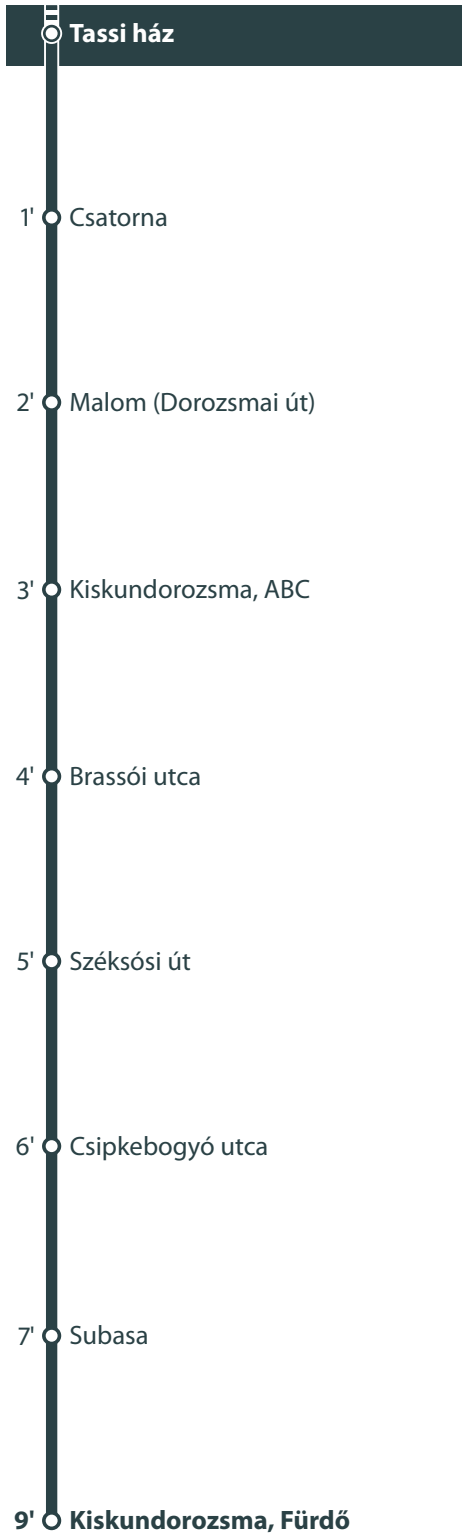 Tassi ház
1' Csatorna
2' Malom (Dorozsmai út)
3' Kiskundorozsma, ABC
4' Brassói utca
5' Széksósi út
6' Csipkebogyó utca
7' Subasa
9' Kiskundorozsma, Fürdő